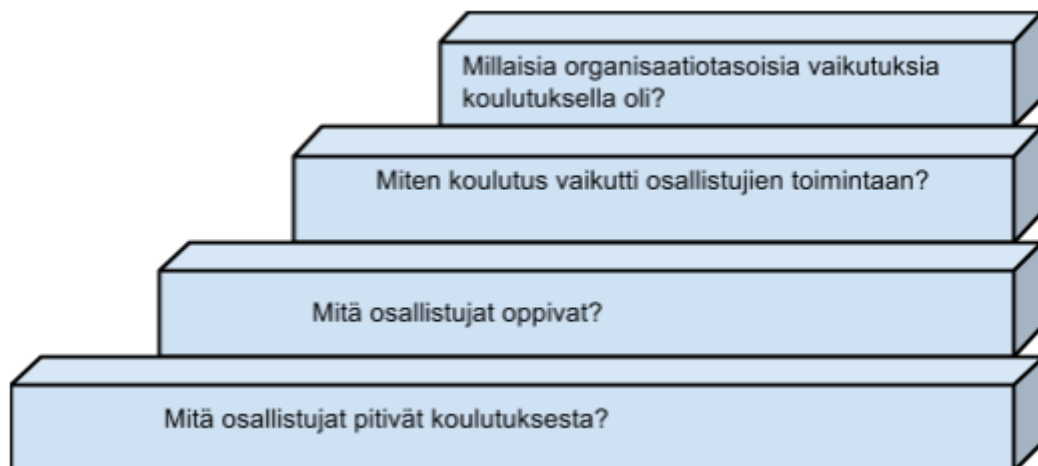 Millaisia organisaatiotasoisia vaikutuksia
koulutuksella oli?
Miten koulutus vaikutti osallistujien toimintaan?
Mitä osallistujat oppivat?
Mitä osallistujat pitivät koulutuksesta?